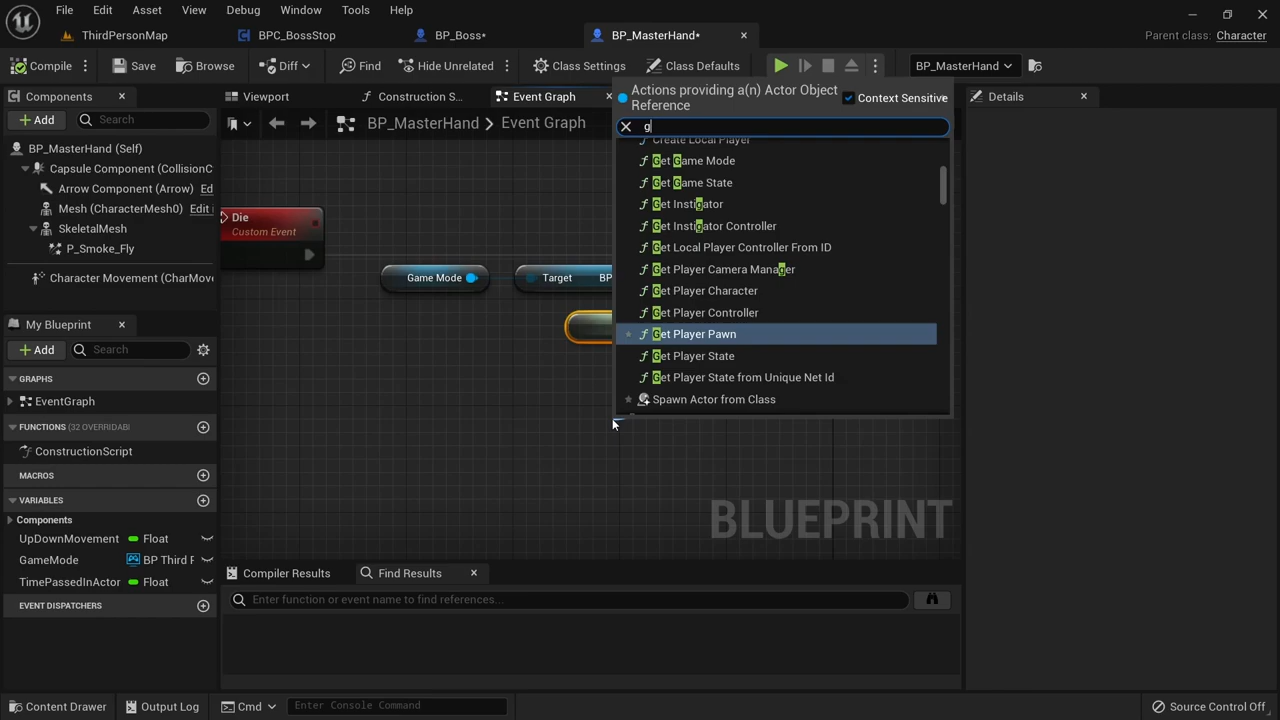 File Edit Asset View Debug Window Tools Help
ThirdPersonMap BPC_BossStop BP_Boss* BP_MasterHand* Parent class: Character
Compile Save Browse Diff Find Hide Unrelated Class Settings Class Defaults BP_MasterHand
Components
Add Search
BP_MasterHand (Self)
Capsule Component (CollisionC
Arrow Component (Arrow) Ed
Mesh (CharacterMesh0) Edit
SkeletalMesh
P_Smoke_Fly
Character Movement (CharMove
My Blueprint
Add Search
GRAPHS
EventGraph
FUNCTIONS (32 OVERRIDABL
ConstructionScript
MACROS
VARIABLES
Components
UpDownMovement Float
GameMode BP Third F
TimePassedInActor Float
EVENT DISPATCHERS
Viewport Construction S... Event Graph
BP_MasterHand Event Graph
Die
Custom Event
Game Mode
Target BP
Actions providing a(n) Actor Object
Reference
Context Sensitive
g
Create Local Player
Get Game Mode
Get Game State
Get Instigator
Get Instigator Controller
Get Local Player Controller From ID
Get Player Camera Manager
Get Player Character
Get Player Controller
Get Player Pawn
Get Player State
Get Player State from Unique Net Id
Spawn Actor from Class
BLUEPRINT
Compiler Results Find Results
Enter function or event name to find references...
Details
Content Drawer Output Log Cmd Enter Console Command Source Control Off